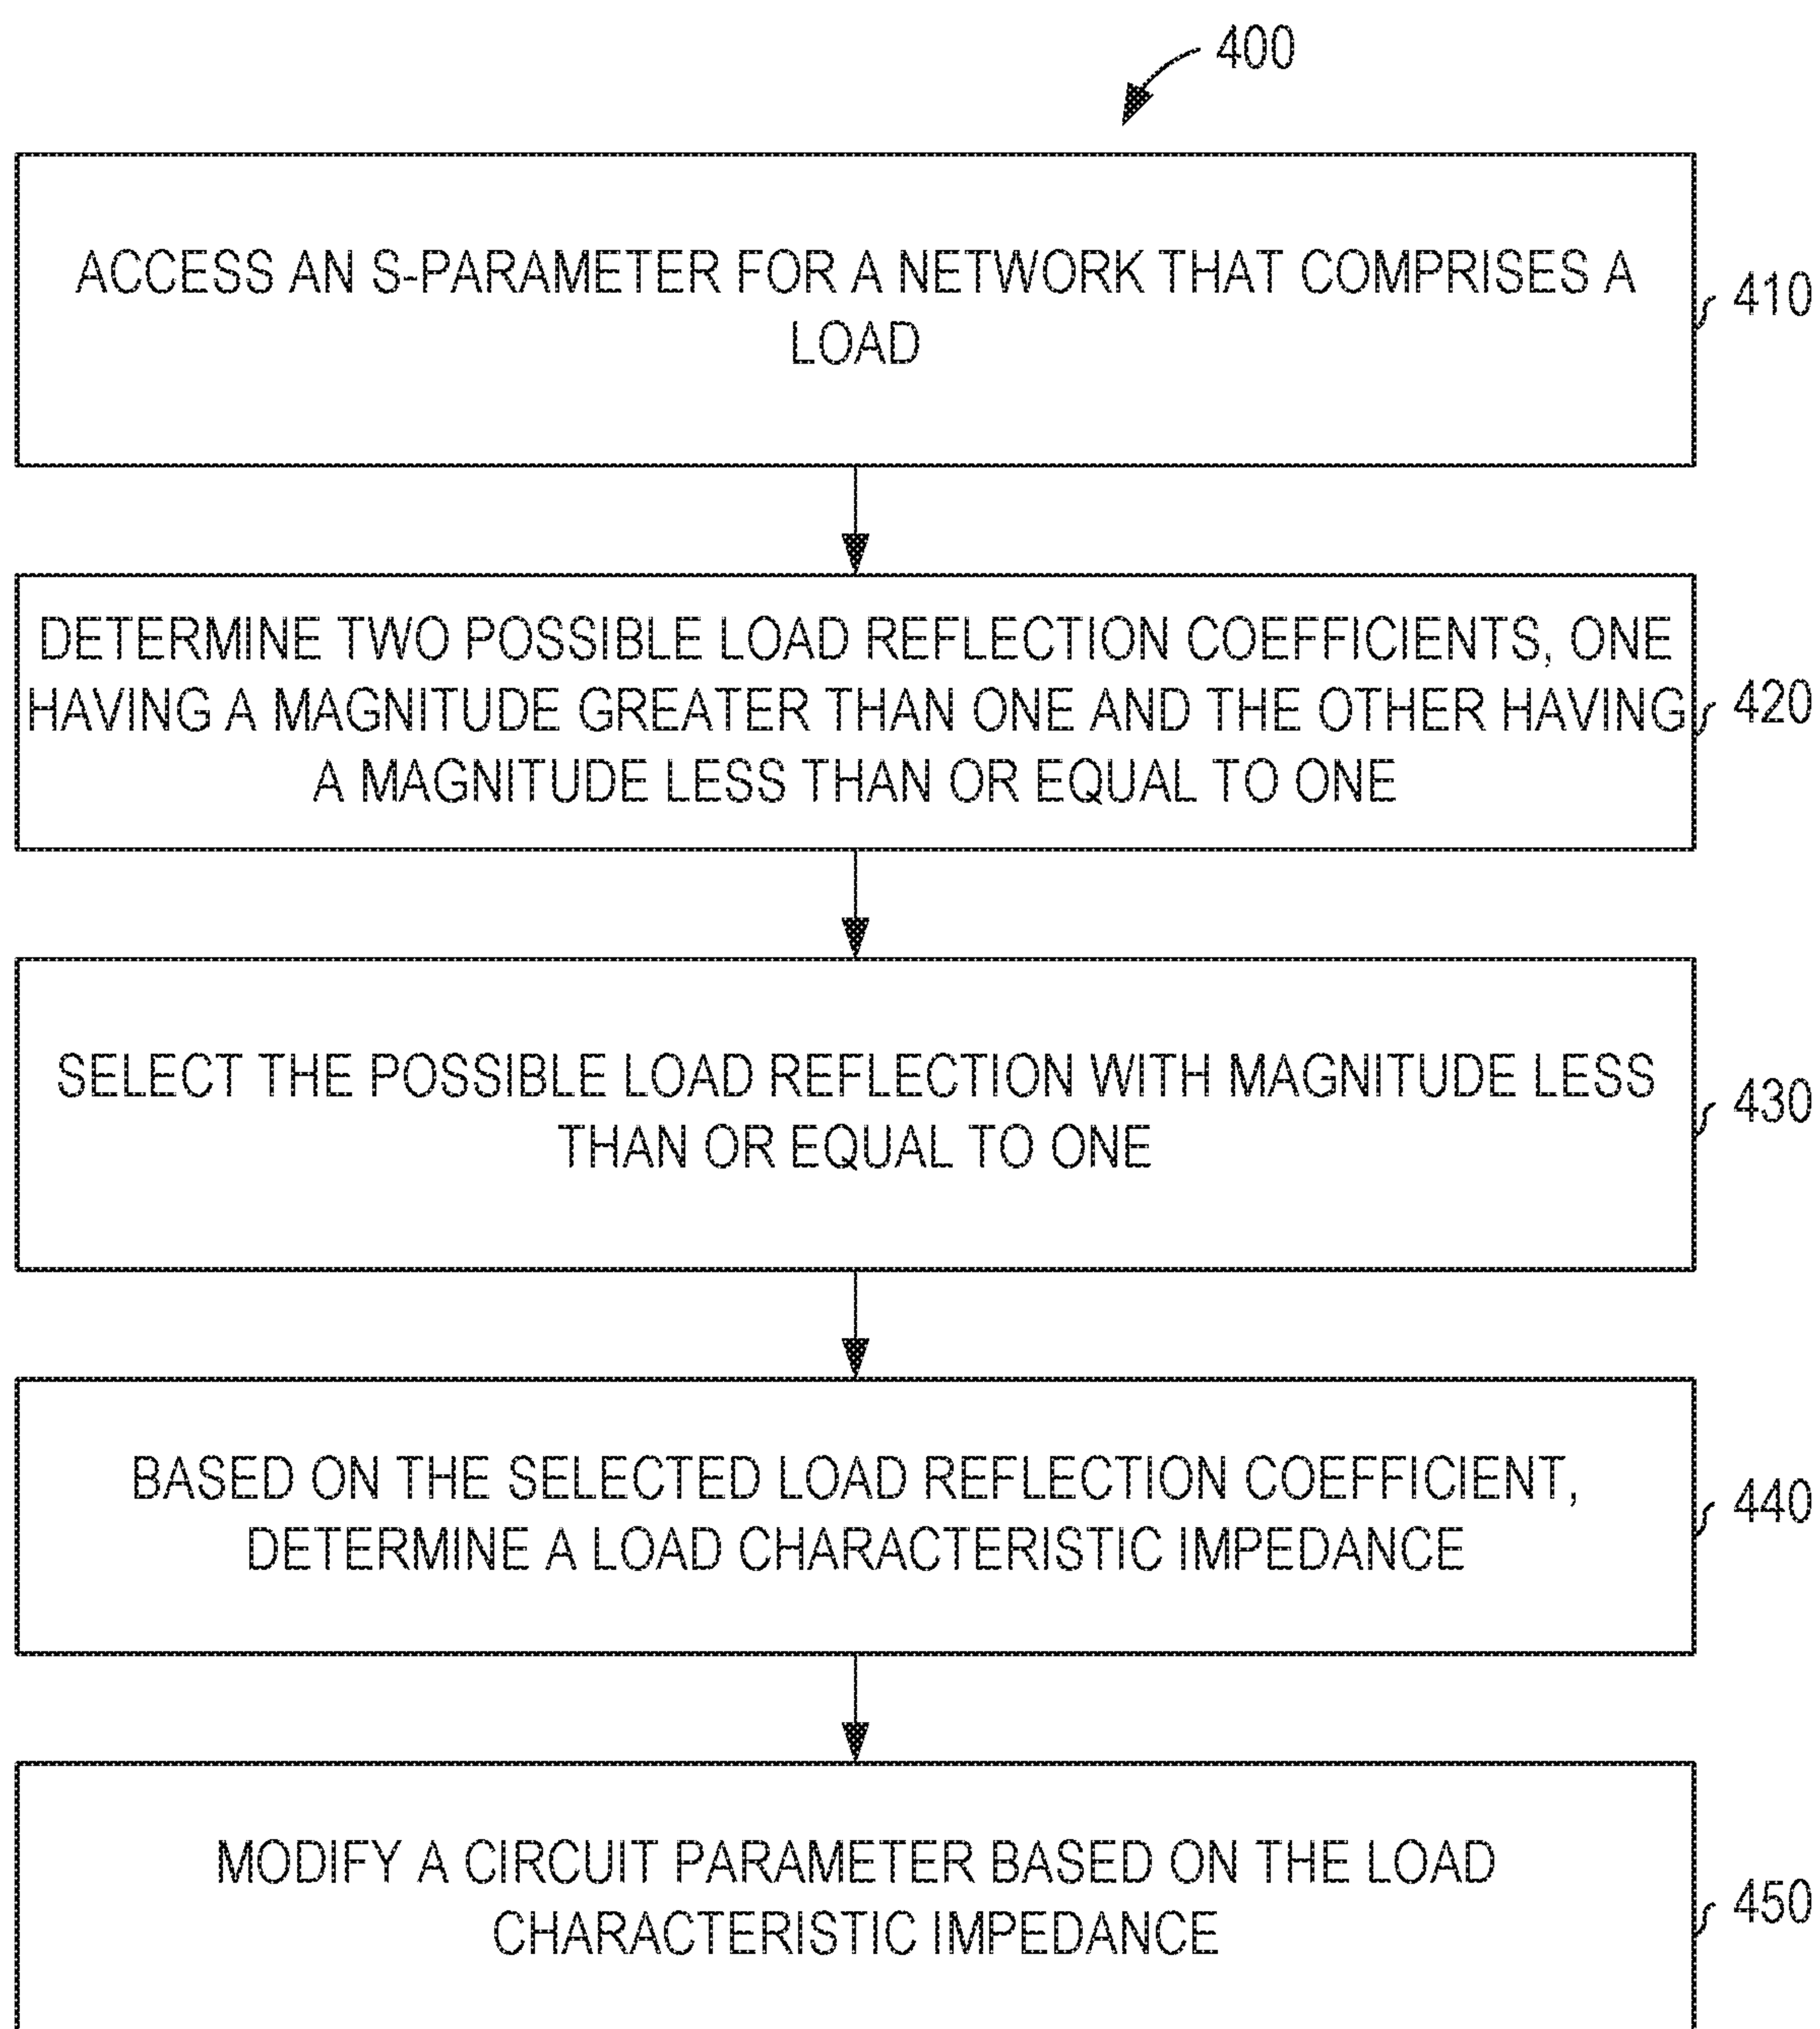 400
ACCESS AN S-PARAMETER FOR A NETWORK THAT COMPRISES A
LOAD
410
DETERMINE TWO POSSIBLE LOAD REFLECTION COEFFICIENTS, ONE
HAVING A MAGNITUDE GREATER THAN ONE AND THE OTHER HAVING
A MAGNITUDE LESS THAN OR EQUAL TO ONE
420
SELECT THE POSSIBLE LOAD REFLECTION WITH MAGNITUDE LESS
THAN OR EQUAL TO ONE
430
BASED ON THE SELECTED LOAD REFLECTION COEFFICIENT,
DETERMINE A LOAD CHARACTERISTIC IMPEDANCE
440
MODIFY A CIRCUIT PARAMETER BASED ON THE LOAD
CHARACTERISTIC IMPEDANCE
450